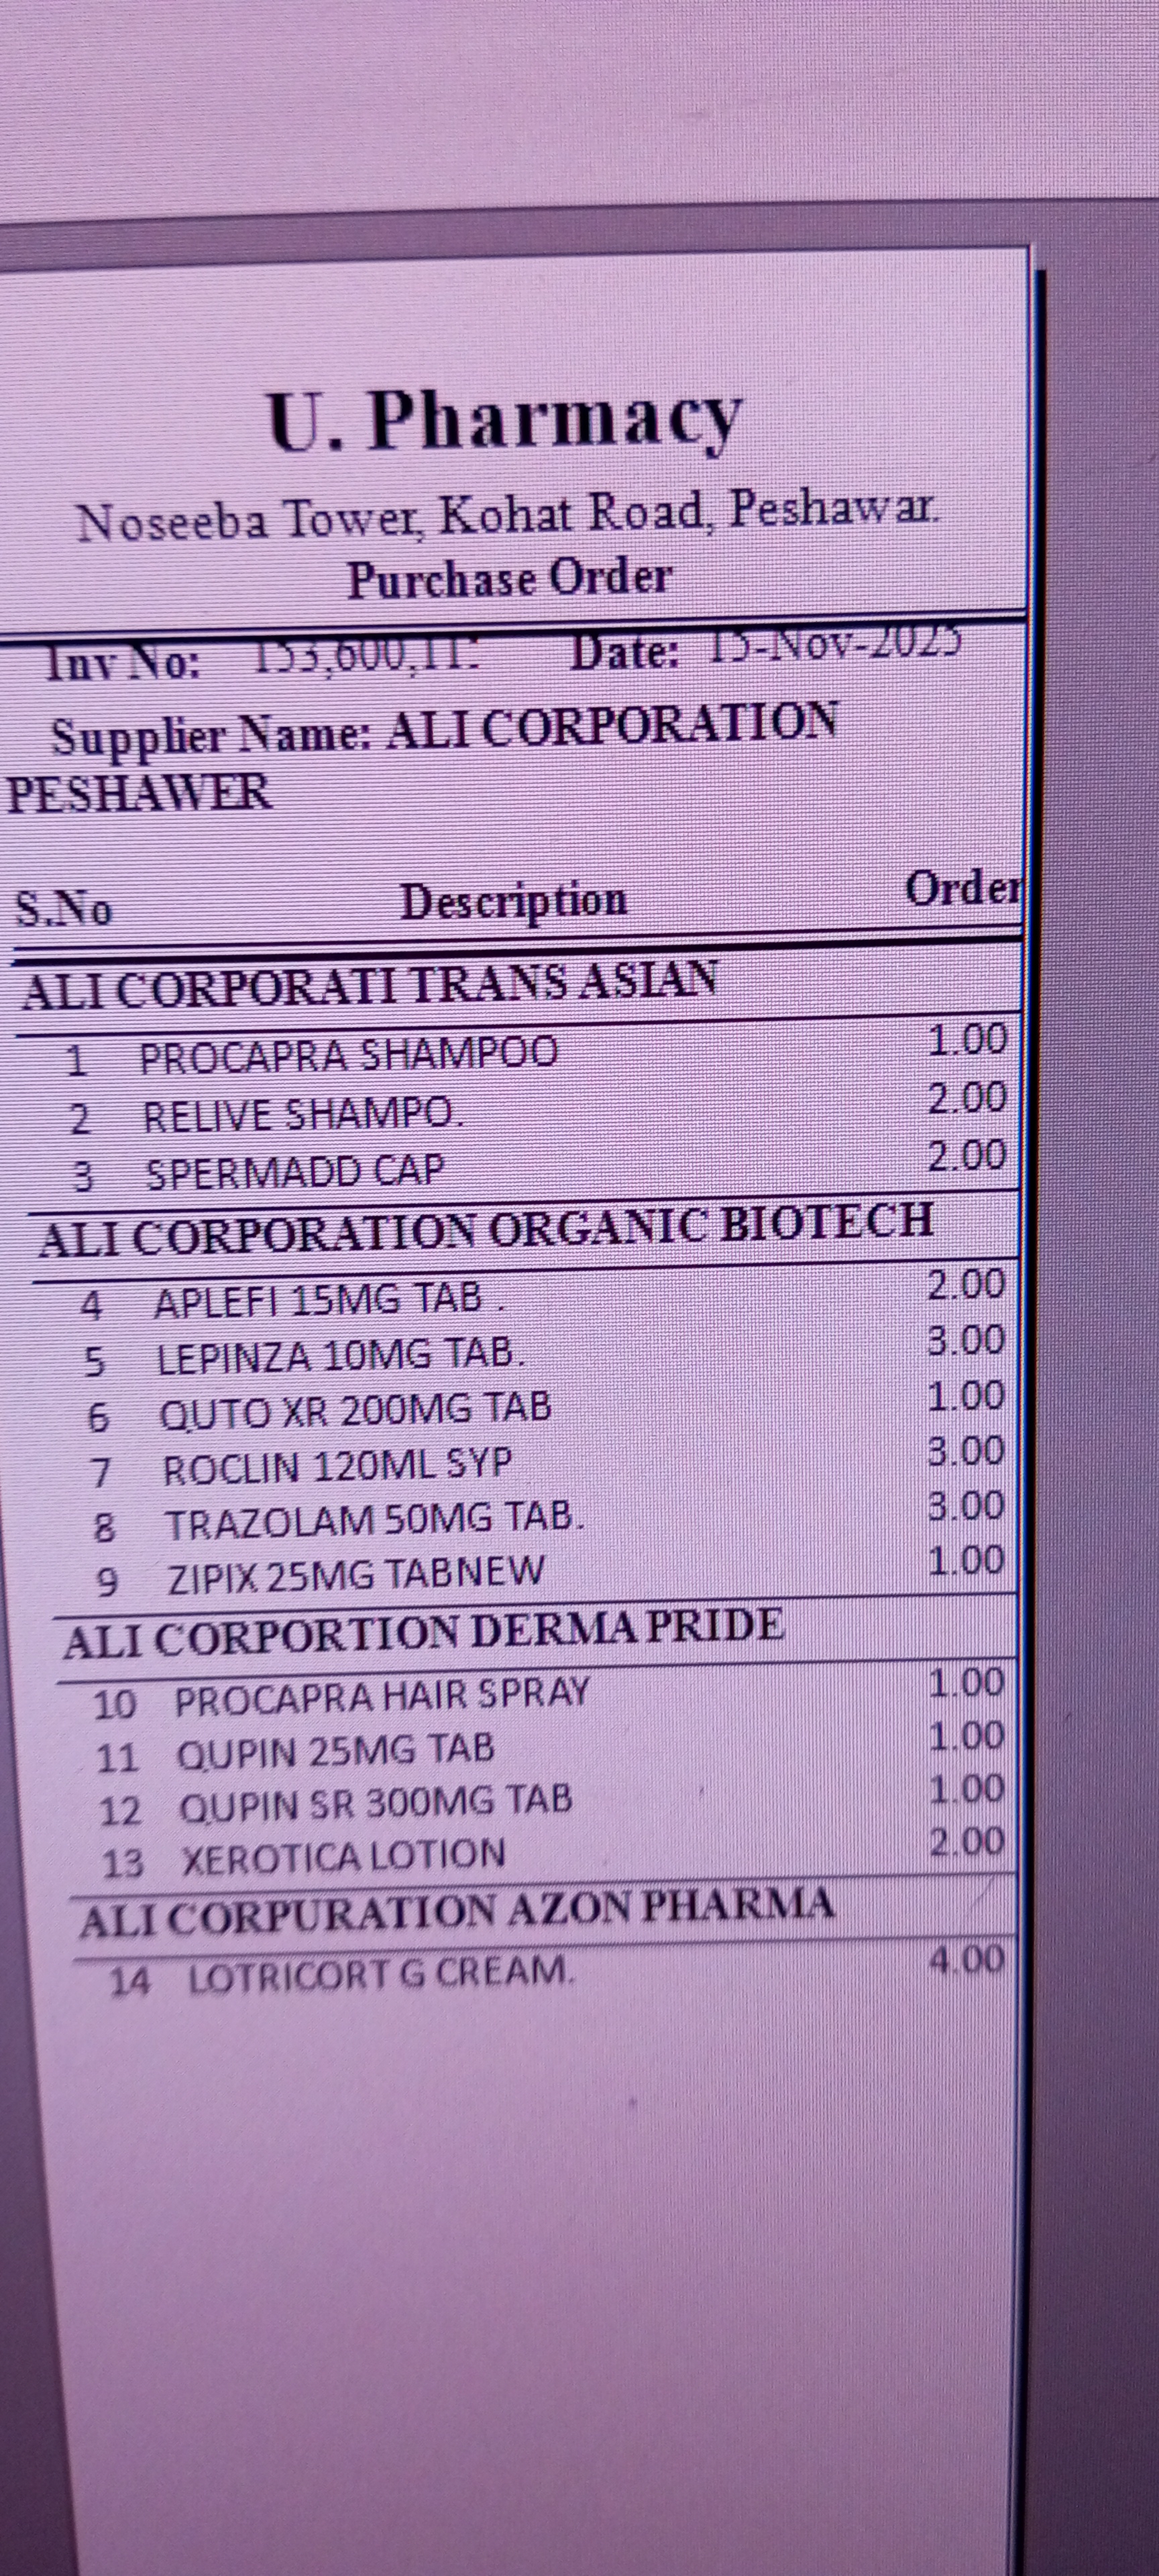 U. Pharmacy
Noseeba Tower, Kohat Road, Peshawar.
Purchase Order
Inv No: Date: 15-Nov-2025
Supplier Name: ALI CORPORATION
PESHAWER
S.No Description Order
ALI CORPORATI TRANS ASIAN
1 PROCAPRA SHAMPOO 1.00
2 RELIVE SHAMPO. 2.00
3 SPERMADD CAP 2.00
ALI CORPORATION ORGANIC BIOTECH
4 APLEFI 15MG TAB . 2.00
5 LEPINZA 10MG TAB. 3.00
6 QUTO XR 200MG TAB 1.00
7 ROCLIN 120ML SYP 3.00
8 TRAZOLAM 50MG TAB. 3.00
9 ZIPIX 25MG TABNEW 1.00
ALI CORPORTION DERMA PRIDE
10 PROCAPRA HAIR SPRAY 1.00
11 QUPIN 25MG TAB 1.00
12 QUPIN SR 300MG TAB 1.00
13 XEROTICA LOTION 2.00
ALI CORPURATION AZON PHARMA
14 LOTRICORT G CREAM. 4.00